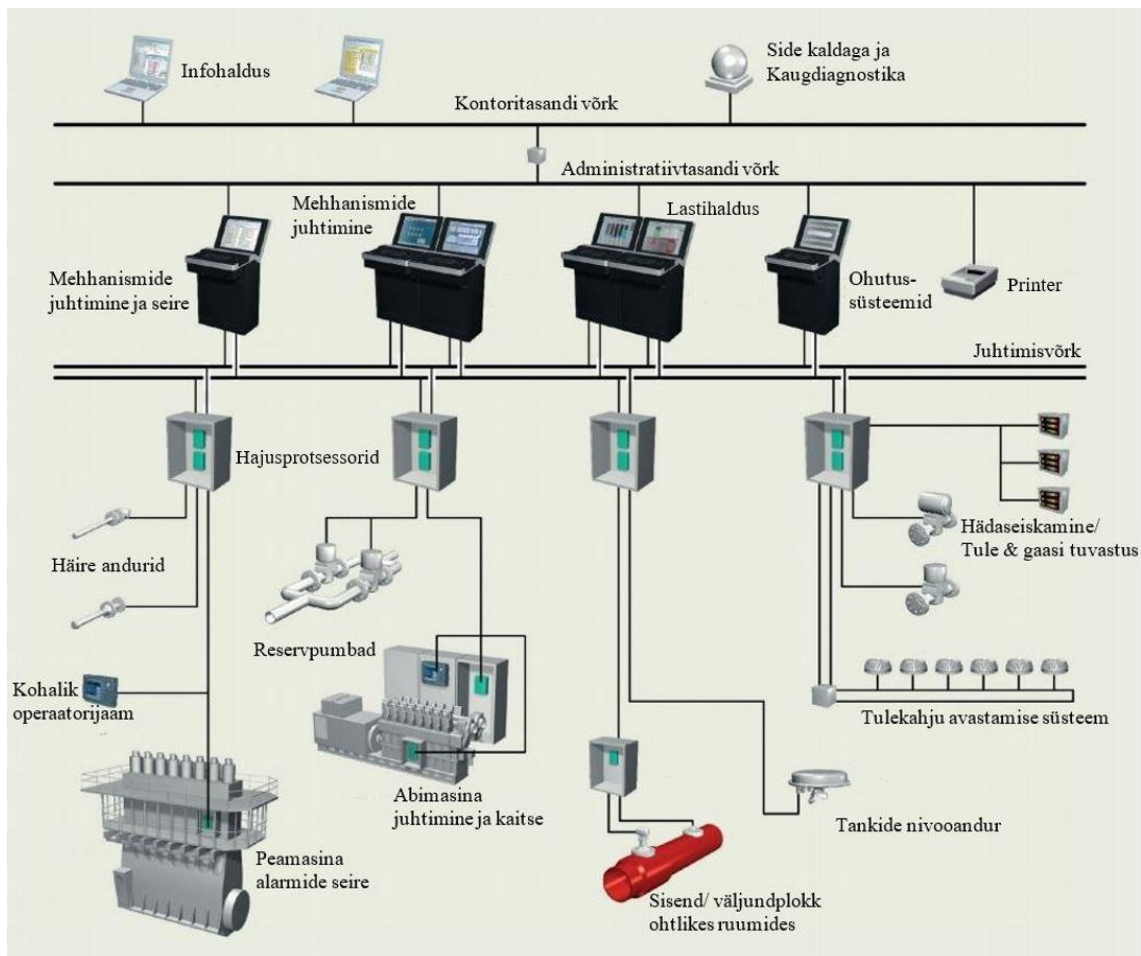 Infohaldus
Side kaldaga ja
Kaugdiagnostika
Kontoritasandi võrk
Administratiivtasandi võrk
Mehhanismide
juhtimine
Lastihaldus
Mehhanismide
juhtimine ja seire
Ohutus-
süsteemid
Printer
Juhtimisvõrk
Hajusprotsessorid
Häire andurid
Hädaseiskamine/
Tule & gaasi tuvastus
Reservpumbad
Kohalik
operaatorijaam
Tulekahju avastamise süsteem
Abimasina
juhtimine ja kaitse
Tankide nivooandur
Peamasina
alarmide seire
Sisend/ väljundplokk
ohtlikes ruumides